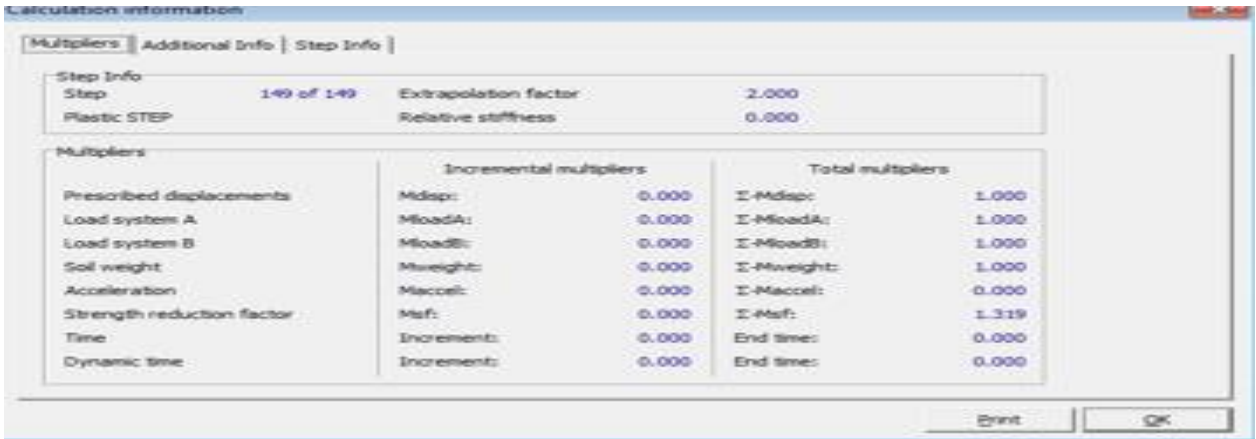 Calculation information
Multipliers Additional Info Step Info
Step Info
Step 149 of 149 Extrapolation factor 2.000
Plastic STEP Relative stiffness 0.000
Multipliers
Incremental multipliers Total multipliers
Prescribed displacements Mdisp: 0.000 Σ-Mdisp: 1.000
Load system A MloadA: 0.000 Σ-MloadA: 1.000
Load system B MloadB: 0.000 Σ-MloadB: 1.000
Soil weight Mweight: 0.000 Σ-Mweight: 1.000
Acceleration Maccel: 0.000 Σ-Maccel: 0.000
Strength reduction factor Msf: 0.000 Σ-Msf: 1.319
Time Increment: 0.000 End time: 0.000
Dynamic time Increment: 0.000 End time: 0.000
Print OK